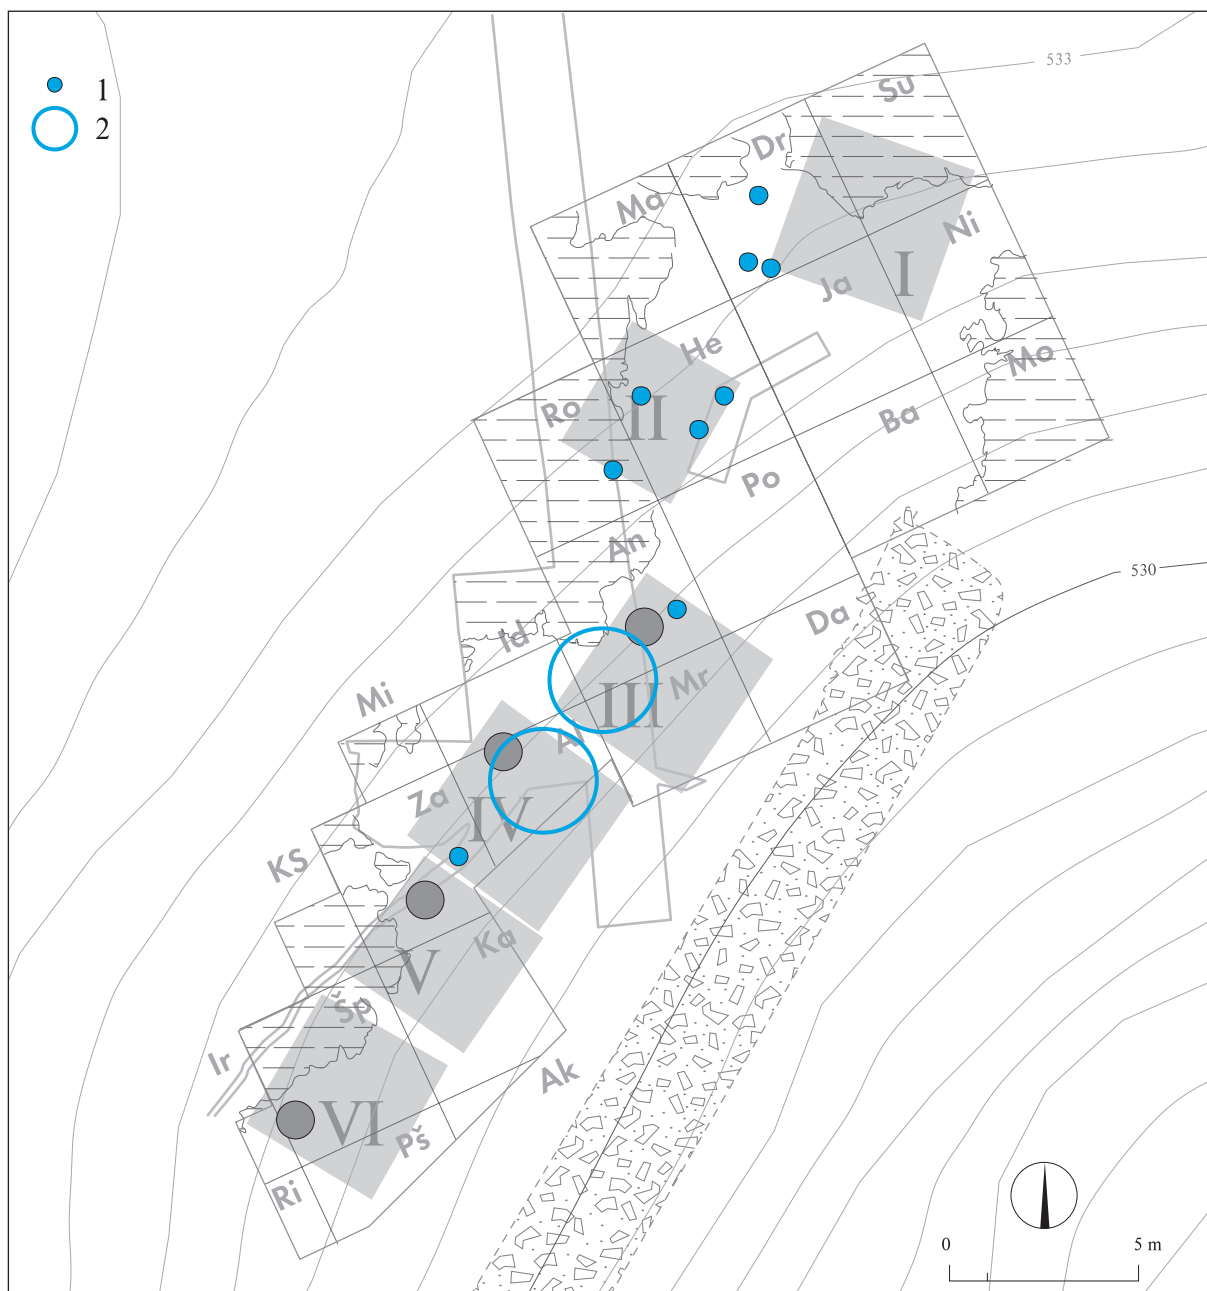 1
2
533
Su
Dr
Ma
Ni
I
Ja
He
Mo
Ro
II
Ba
Po
An
530
Da
Id
Mr
Mi
III
Al
Za
IV
KS
Ka
V
Šp
Ir
Ak
VI
Pš
Ri
0 5 m